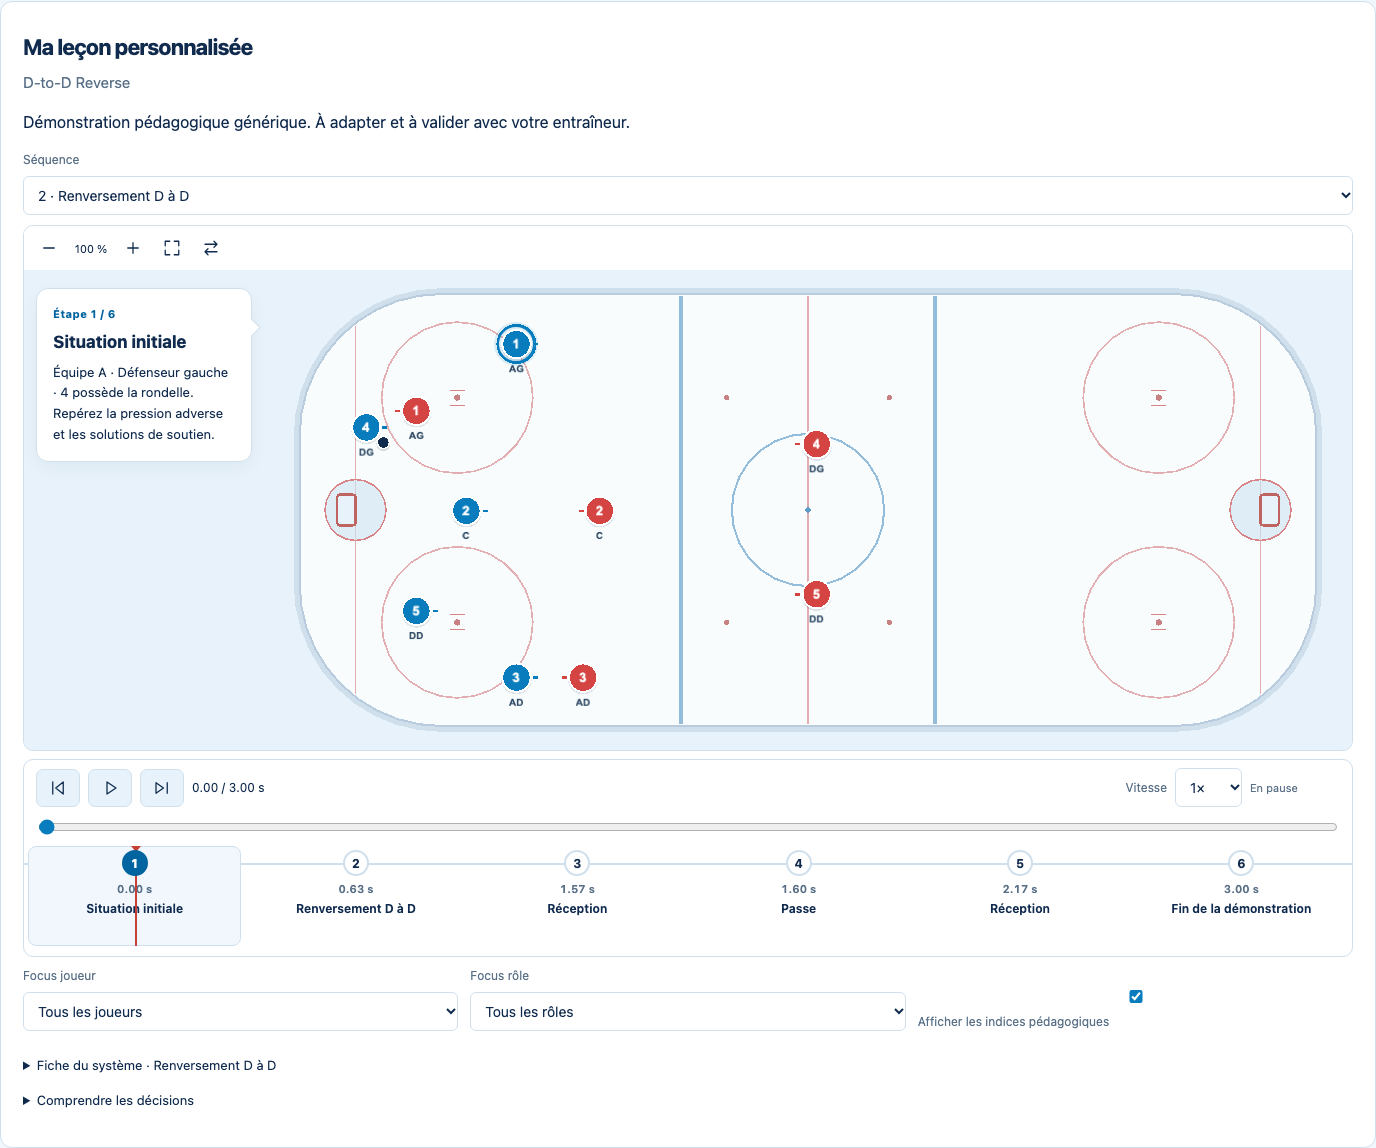 Ma leçon personnalisée
D-to-D Reverse
Démonstration pédagogique générique. À adapter et à valider avec votre entraîneur.
Séquence
2 · Renversement D à D
100 %
Étape 1 / 6
Situation initiale
Équipe A · Défenseur gauche
· 4 possède la rondelle.
Repérez la pression adverse
et les solutions de soutien.
1
AG
1
AG
4
DG
4
DG
2
C
2
C
5
DD
5
DD
3
AD
3
AD
0.00 / 3.00 s
Vitesse
1×
En pause
1
0.00 s
Situation initiale
2
0.63 s
Renversement D à D
3
1.57 s
Réception
4
1.60 s
Passe
5
2.17 s
Réception
6
3.00 s
Fin de la démonstration
Focus joueur
Tous les joueurs
Focus rôle
Tous les rôles
Afficher les indices pédagogiques
Fiche du système · Renversement D à D
Comprendre les décisions